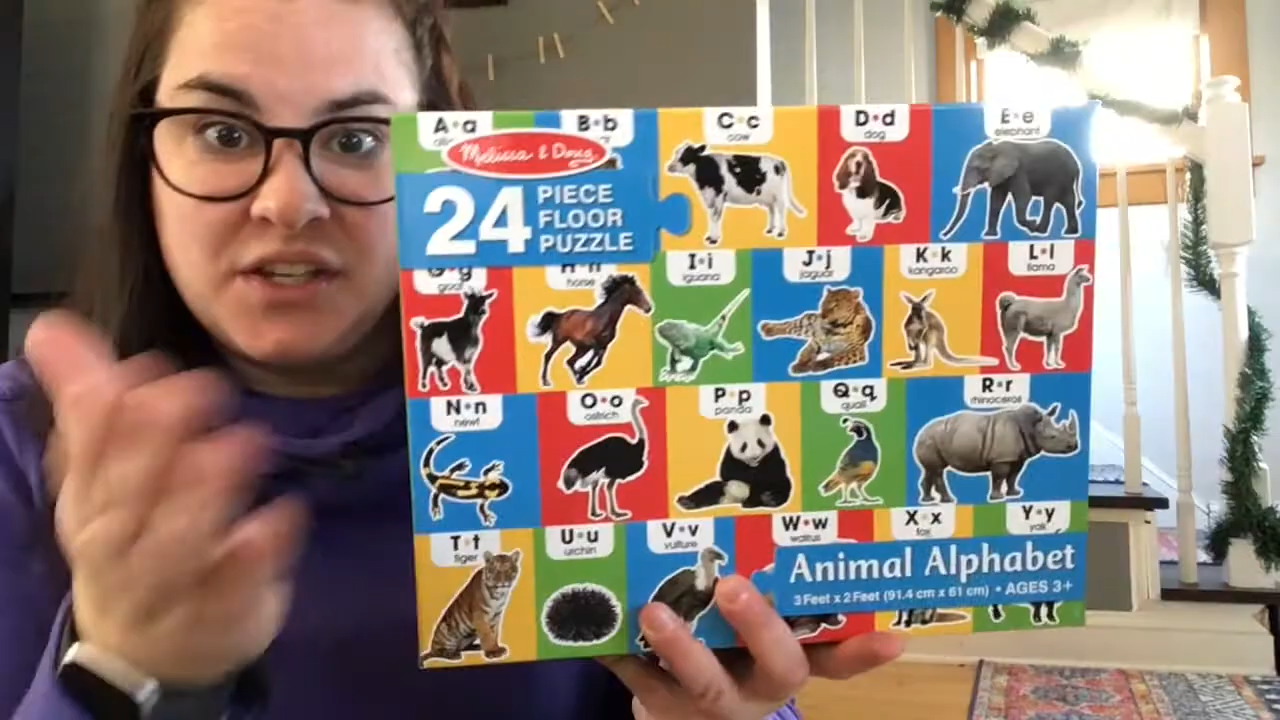 A a
B b
C c
cow
D d
dog
E e
elephant
Melissa & Doug
24 PIECE
FLOOR
PUZZLE
G g
goat
H h
horse
I i
iguana
J j
jaguar
K k
kangaroo
L l
llama
N n
newt
O o
ostrich
P p
panda
Q q
quail
R r
rhinoceros
T t
tiger
U u
urchin
V v
vulture
W w
walrus
X x
fox
Y y
yak
Animal Alphabet
3 Feet x 2 Feet (91.4 cm x 61 cm) • AGES 3+